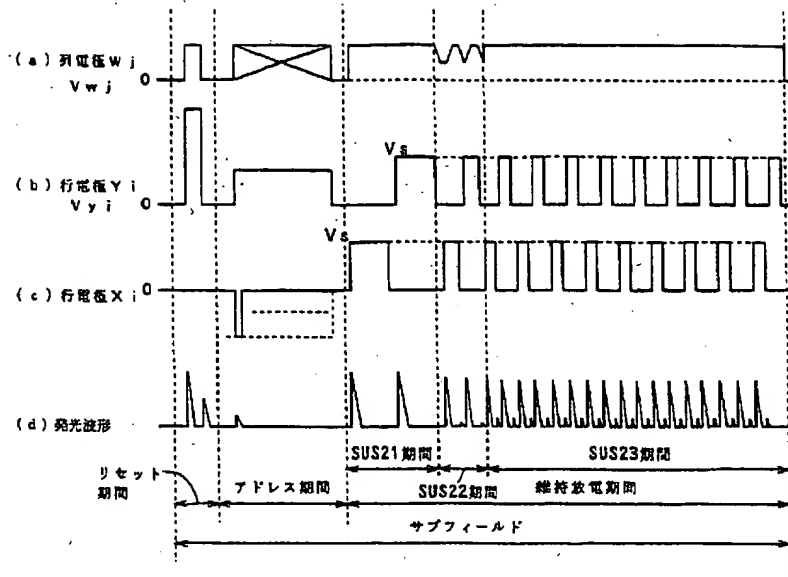 (a) 列電極Wj
Vwj 0
Vs
(b) 行電極Yi
Vyi 0
Vs
(c) 行電極Xi 0
(d) 発光波形
SUS21期間
SUS23期間
リセット
期間
アドレス期間
SUS22期間
維持放電期間
サブフィールド